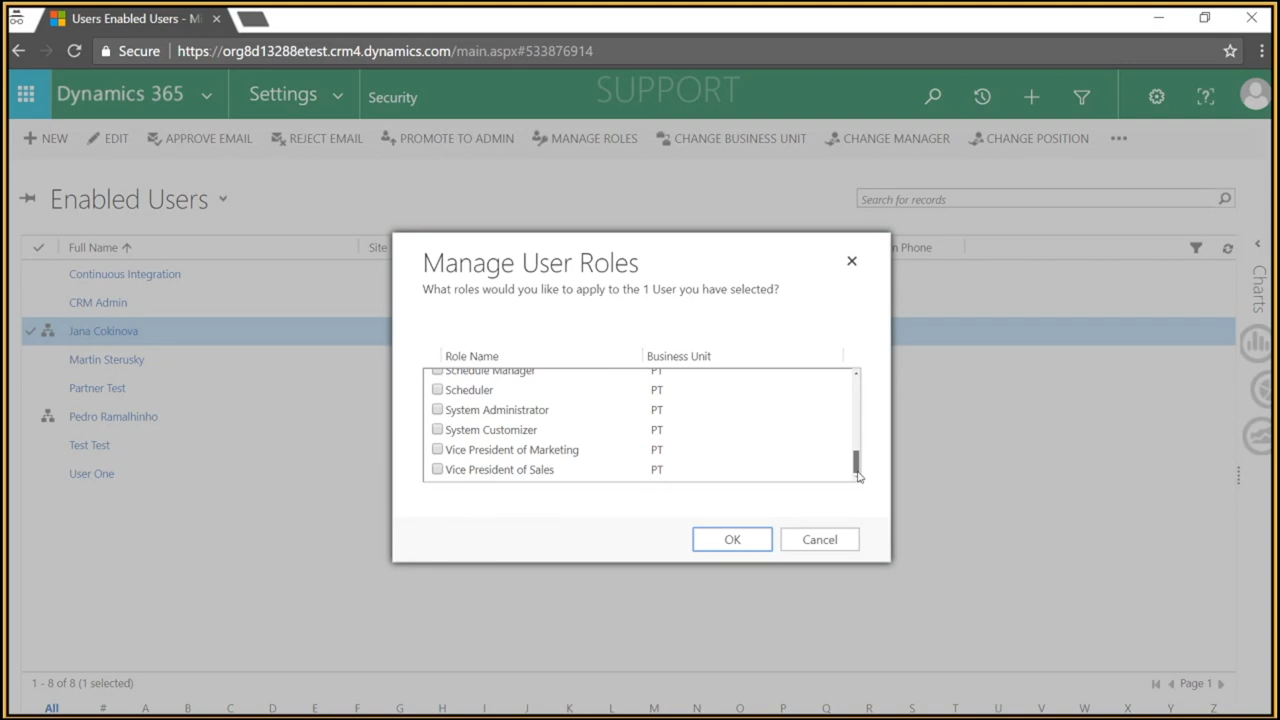 Users Enabled Users - Mi
Secure https://org8d13288etest.crm4.dynamics.com/main.aspx#533876914
Dynamics 365 Settings Security SUPPORT
NEW EDIT APPROVE EMAIL REJECT EMAIL PROMOTE TO ADMIN MANAGE ROLES CHANGE BUSINESS UNIT CHANGE MANAGER CHANGE POSITION
Enabled Users
Search for records
Full Name Site n Phone
Charts
Continuous Integration
CRM Admin
Jana Cokinova
Martin Sterusky
Partner Test
Pedro Ramalhinho
Test Test
User One
Manage User Roles
What roles would you like to apply to the 1 User you have selected?
Role Name Business Unit
Schedule Manager PT
Scheduler PT
System Administrator PT
System Customizer PT
Vice President of Marketing PT
Vice President of Sales PT
OK Cancel
1 - 8 of 8 (1 selected) Page 1
All # A B C D E F G H I J K L M N O P Q R S T U V W X Y Z